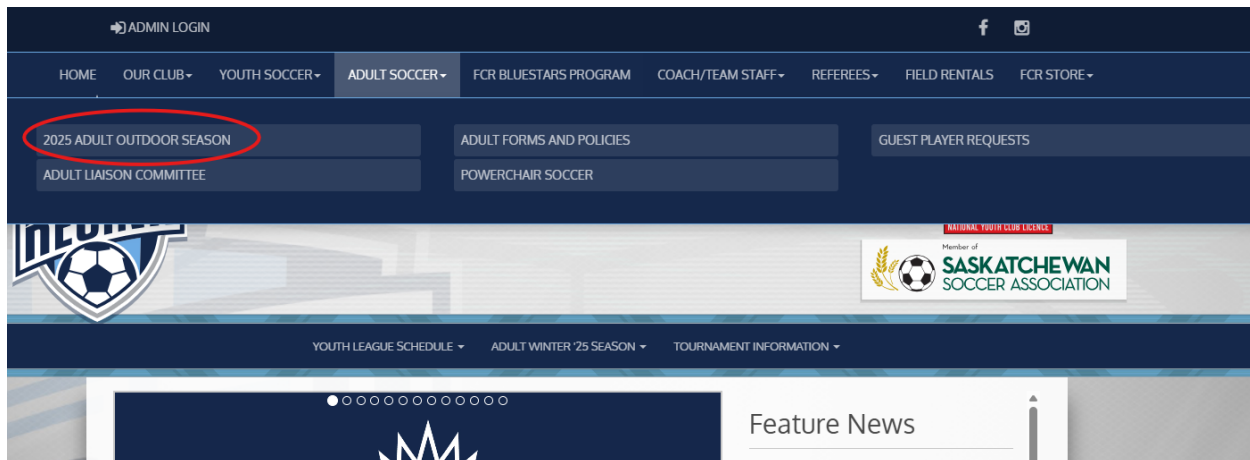 ADMIN LOGIN
HOME OUR CLUB YOUTH SOCCER ADULT SOCCER FCR BLUESTARS PROGRAM COACH/TEAM STAFF REFEREES FIELD RENTALS FCR STORE
2025 ADULT OUTDOOR SEASON ADULT FORMS AND POLICIES GUEST PLAYER REQUESTS
ADULT LIAISON COMMITTEE POWERCHAIR SOCCER
NATIONAL YOUTH CLUB LICENCE
Member of
SASKATCHEWAN
SOCCER ASSOCIATION
YOUTH LEAGUE SCHEDULE ADULT WINTER '25 SEASON TOURNAMENT INFORMATION
Feature News